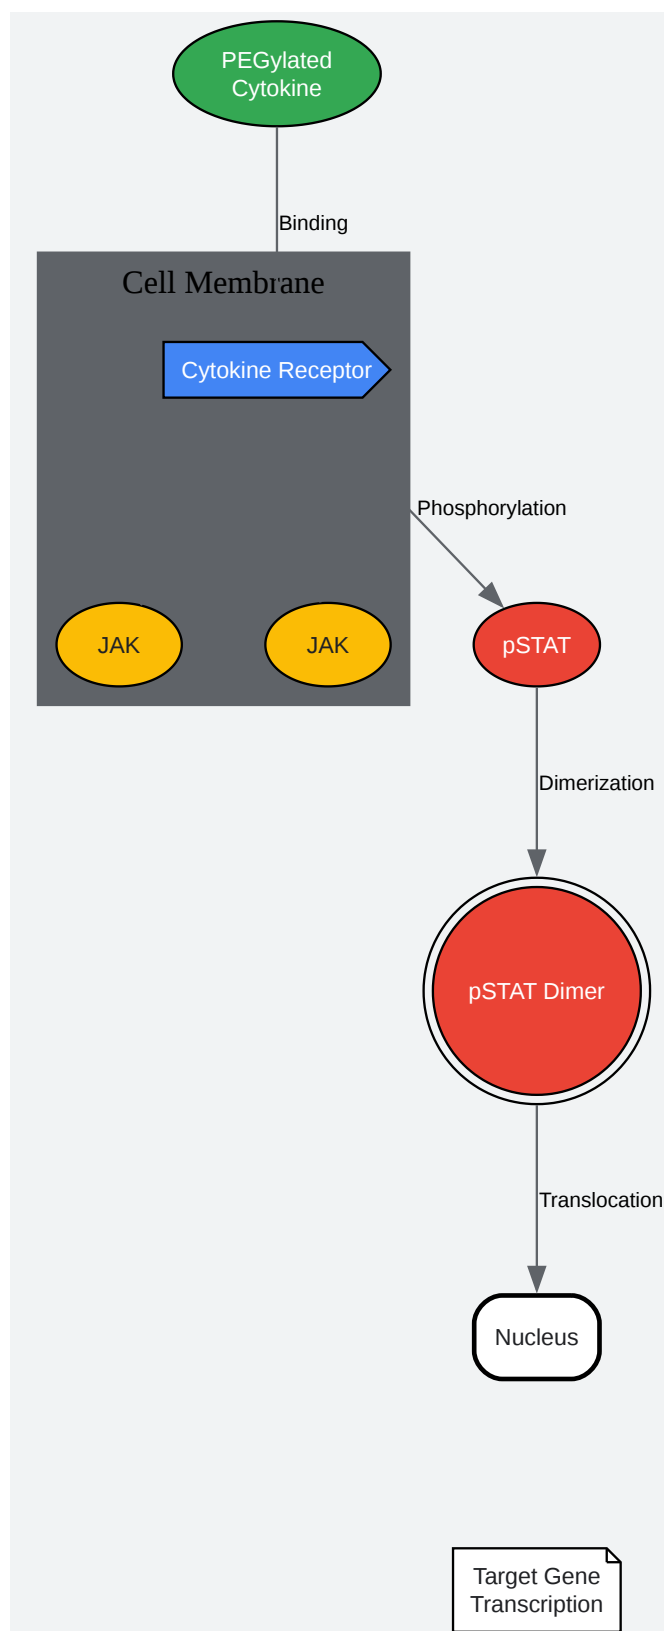 PEGylated
Cytokine
Binding
Cell Membrane
Cytokine Receptor
Phosphorylation
JAK
JAK
pSTAT
Dimerization
pSTAT Dimer
Translocation
Nucleus
Target Gene
Transcription